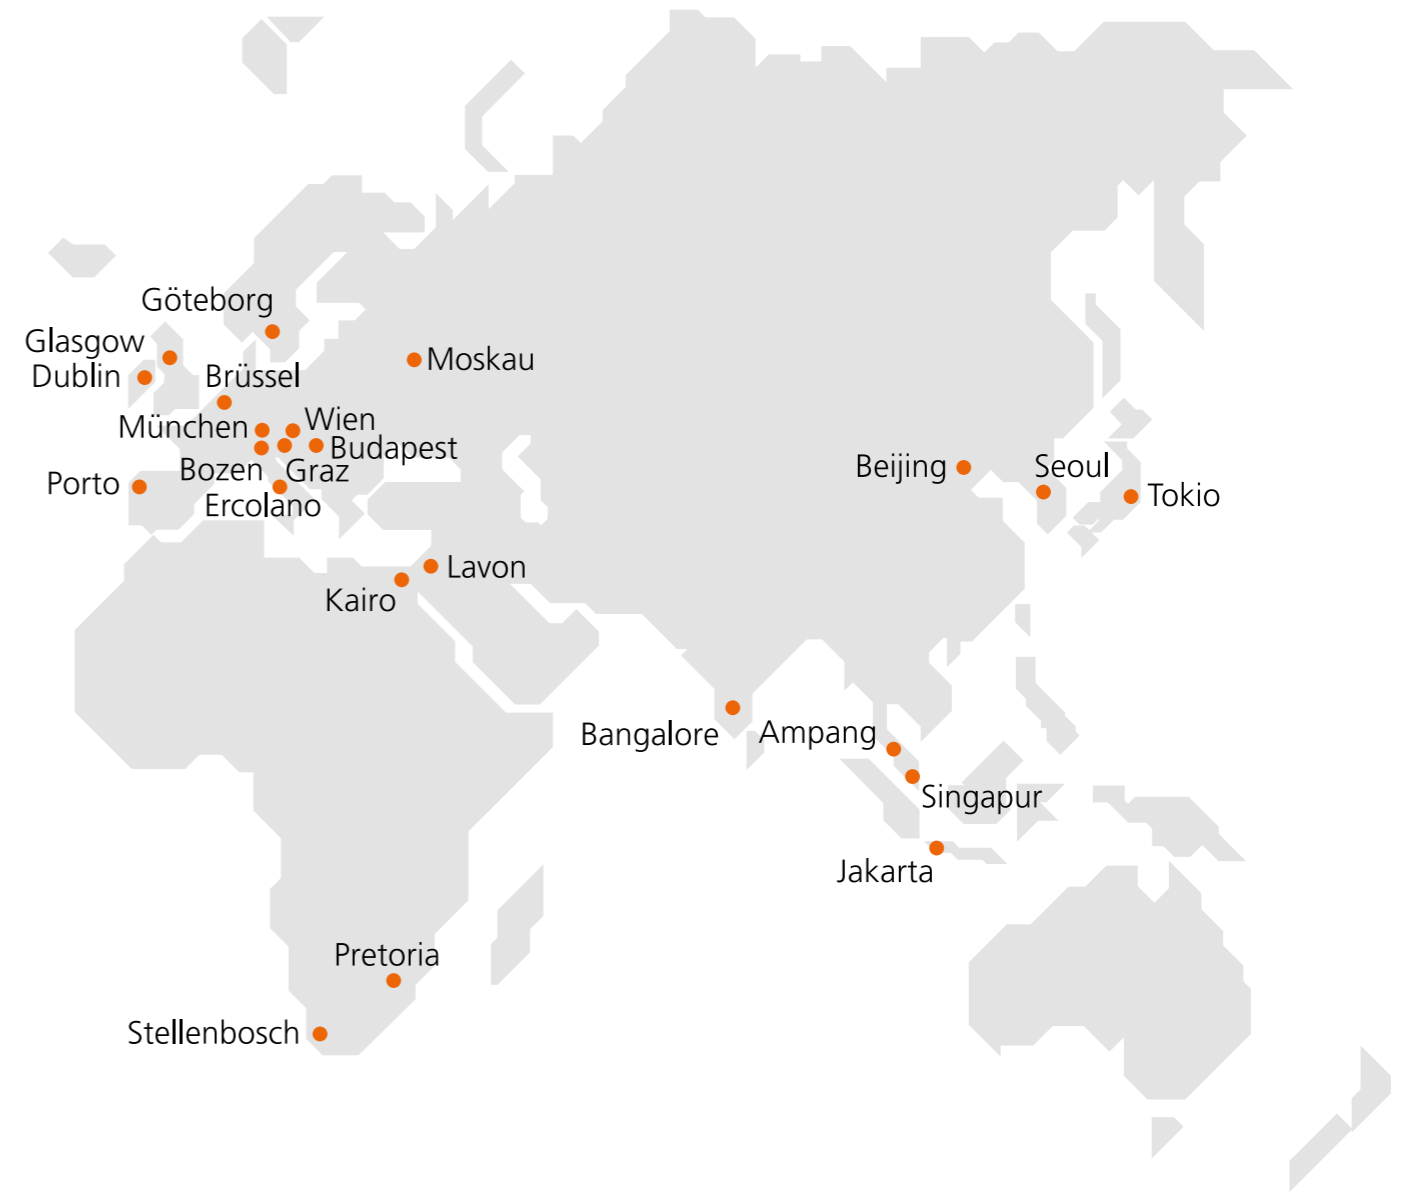 Göteborg
Glasgow
Dublin
Brüssel
Moskau
München
Wien
Budapest
Bozen
Graz
Porto
Ercolano
Beijing
Seoul
Tokio
Lavon
Kairo
Bangalore
Ampang
Singapur
Jakarta
Pretoria
Stellenbosch